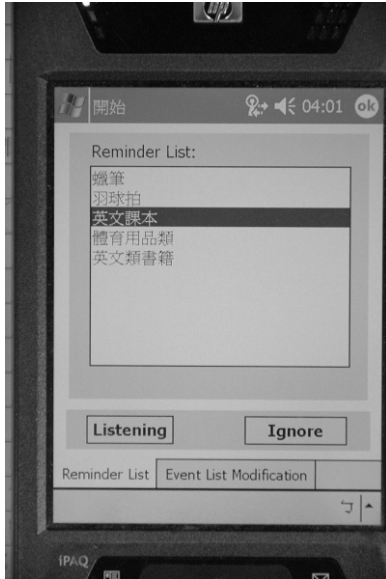 hp
開始 04:01 ok
Reminder List:
蠟筆
羽球拍
英文課本
體育用品類
英文類書籍
Listening Ignore
Reminder List Event List Modification
ㄅ
iPAQ